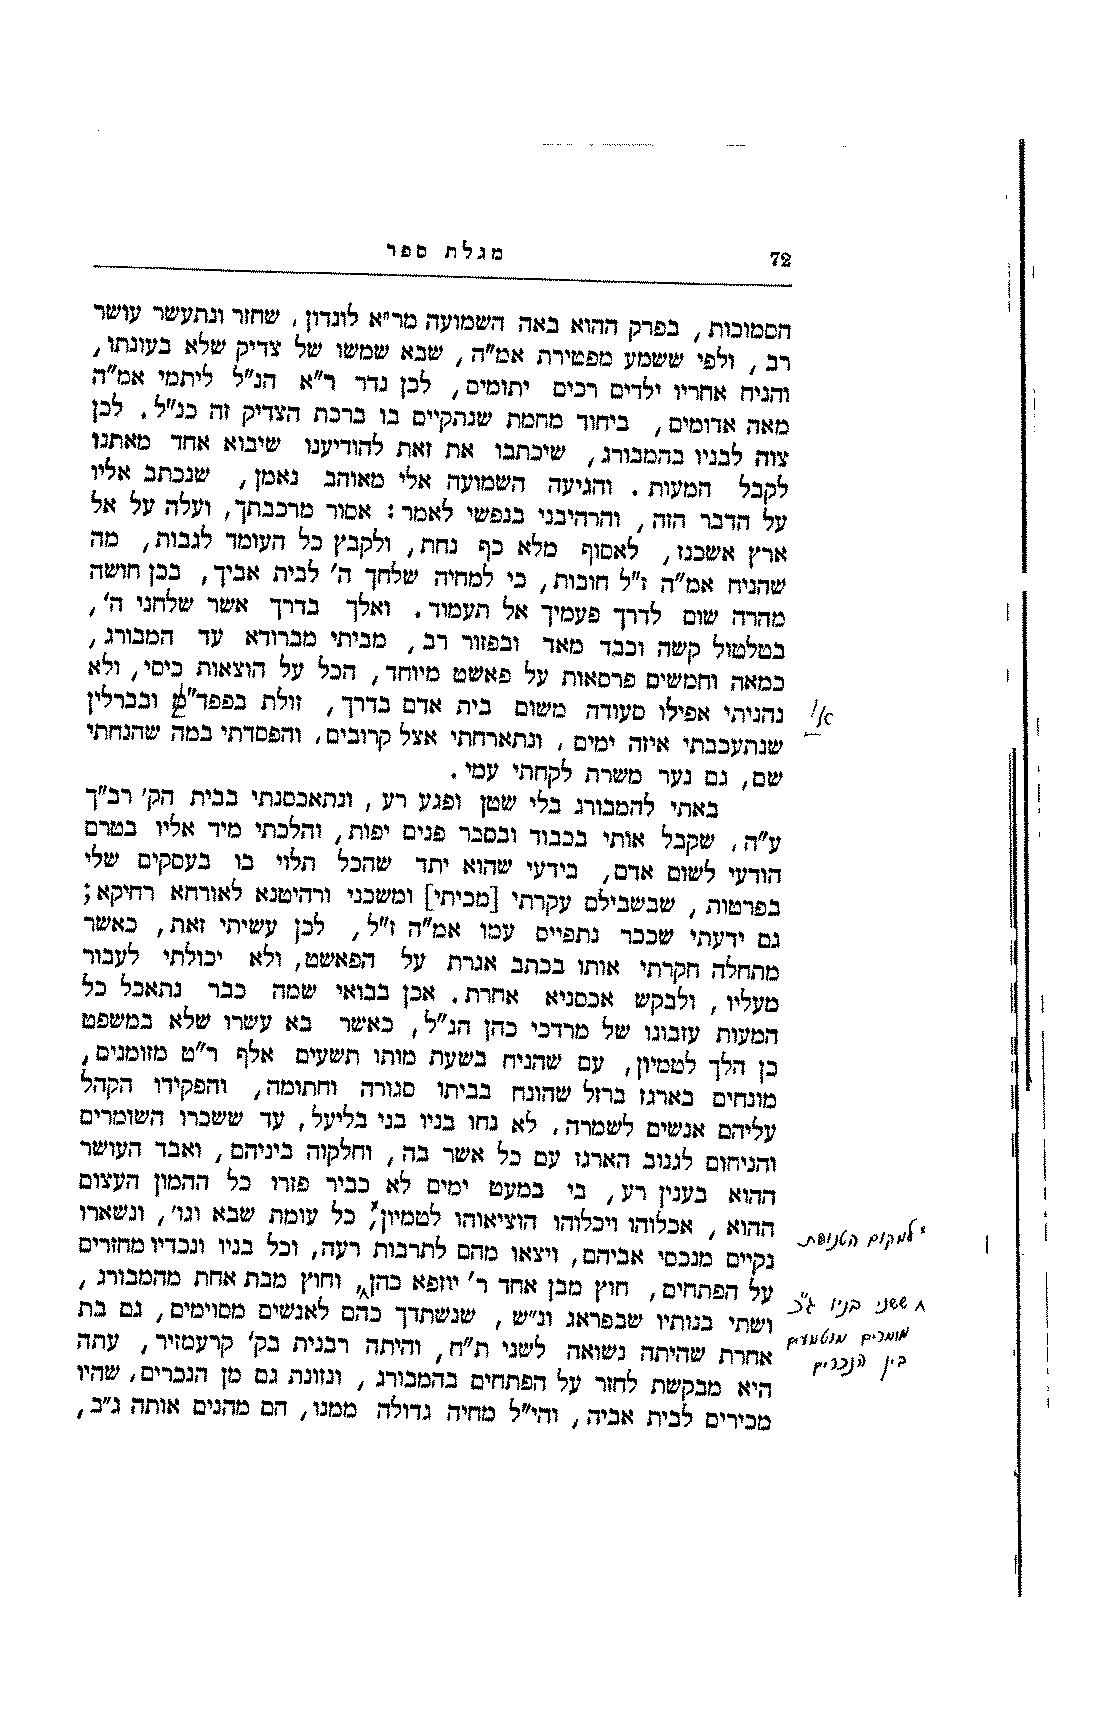 72
מגלת ספר
הסמוכות, בפרק ההוא באה השמועה מר"א לונדון, שחזר ונתעשר עושר
רב, ולפי ששמע מפטירת אמ"ה, שבא שמשו של צדיק שלא בעונתו,
והניח אחריו ילדים רכים יתומים, לכן נדר ר"א הנ"ל ליתמי אמ"ה
מאה אדומים, ביחוד מחמת שנתקיים בו ברכת הצדיק זה כנ"ל. לכן
צוה לבניו בהמבורג, שיכתבו את זאת להודיענו שיבוא אחד מאתנו
לקבל המעות. והגיעה השמועה אלי מאוהב נאמן, שנכתב אליו
על הדבר הזה, והרהיבני בנפשי לאמר: אסור מרכבתך, ועלה על אל
ארץ אשכנז, לאסוף מלא כף נחת, ולקבץ כל העומד לגבות, מה
שהניח אמ"ה ז"ל חובות, כי למחיה שלחך ה' לבית אביך, בכן חושה
מהרה שום לדרך פעמיך אל תעמוד. ואלך בדרך אשר שלחני ה',
בטלטול קשה וכבד מאד ובפזור רב, מביתי מברודא עד המבורג,
כמאה וחמשים פרסאות על פאשט מיוחד, הכל על הוצאות כיסי, ולא
נהניתי אפילו סעודה משום בית אדם בדרך, זולת בפפד"מ ובברלין
א/
שנתעכבתי איזה ימים, ונתארחתי אצל קרובים, והפסדתי במה שהנחתי
שם, גם נער משרת לקחתי עמי.
באתי להמבורג בלי שטן ופגע רע, ונתאכסנתי בבית הק' רב"ך
ע"ה, שקבל אותי בכבוד ובסבר פנים יפות, והלכתי מיד אליו בטרם
הודעי לשום אדם, בידעי שהוא יתד שהכל תלוי בו בעסקים שלי
בפרטות, שבשבילם עקרתי [מביתי] ומשכני ורהיטנא לאורחא רחיקא;
גם ידעתי שכבר נתפיים עמו אמ"ה ז"ל, לכן עשיתי זאת, כאשר
מתחלה חקרתי אותו בכתב אגרת על הפאשט, ולא יכולתי לעבור
מעליו, ולבקש אכסניא אחרת. אכן בבואי שמה כבר נתאכל כל
המעות עזבונו של מרדכי כהן הנ"ל, כאשר בא עשרו שלא במשפט
כן הלך לטמיון, עם שהניח בשעת מותו תשעים אלף ר"ט מזומנים,
מונחים בארגז ברזל שהונח בביתו סגורה וחתומה, והפקידו הקהל
עליהם אנשים לשמרה, לא נחו בניו בני בליעל, עד ששכרו השומרים
והניחום לגנוב הארגז עם כל אשר בה, וחלקוה ביניהם, ואבד העושר
ההוא בענין רע, בי במעט ימים לא כביר פזרו כל ההמון העצום
ההוא, אכלוהו ויכלוהו הוציאוהו לטמיון*, כל עומת שבא וגו', ונשארו
* למקום הטנופת.
נקיים מנכסי אביהם, ויצאו מהם לתרבות רעה, וכל בניו ונכדיו מחזרים
על הפתחים, חוץ מבן אחד ר' יוזפא כהן, וחוץ מבת אחת מהמבורג,
^ ששני בניו ג"כ
מומרים מוטמעים
בין הנכרים
ושתי בנותיו שבפראג ונ"ש, שנשתדך כהם לאנשים מסוימים, גם בת
אחרת שהיתה נשואה לשני ת"ח, והיתה רבנית בק' קרעמזיר, עתה
היא מבקשת לחזר על הפתחים בהמבורג, ונזונת גם מן הנכרים, שהיו
מכירים לבית אביה, והי"ל מחיה גדולה ממנו, הם מהנים אותה ג"ב,